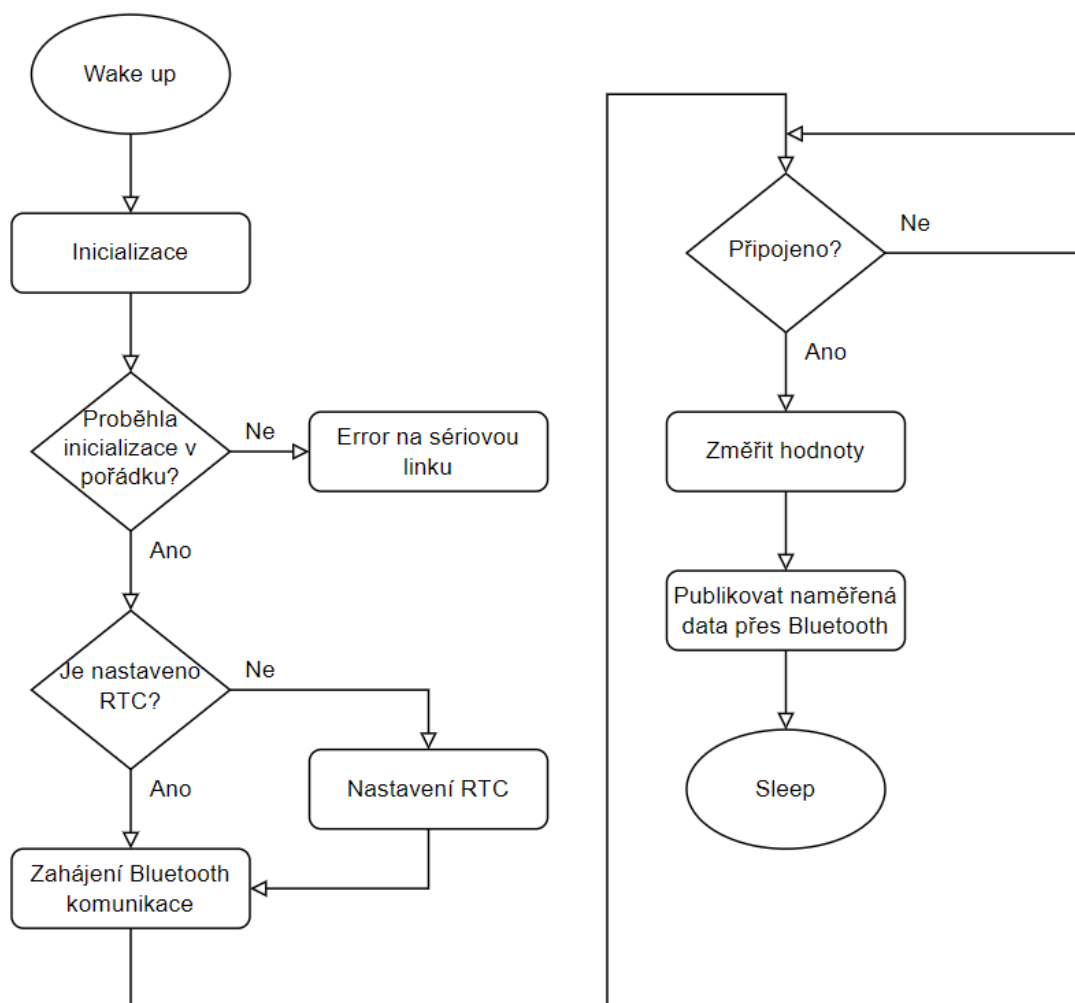 Wake up
Inicializace
Proběhla
inicializace v
pořádku?
Ne
Error na sériovou
linku
Ano
Je nastaveno
RTC?
Ne
Ano
Nastavení RTC
Zahájení Bluetooth
komunikace
Připojeno?
Ne
Ano
Změřit hodnoty
Publikovat naměřená
data přes Bluetooth
Sleep